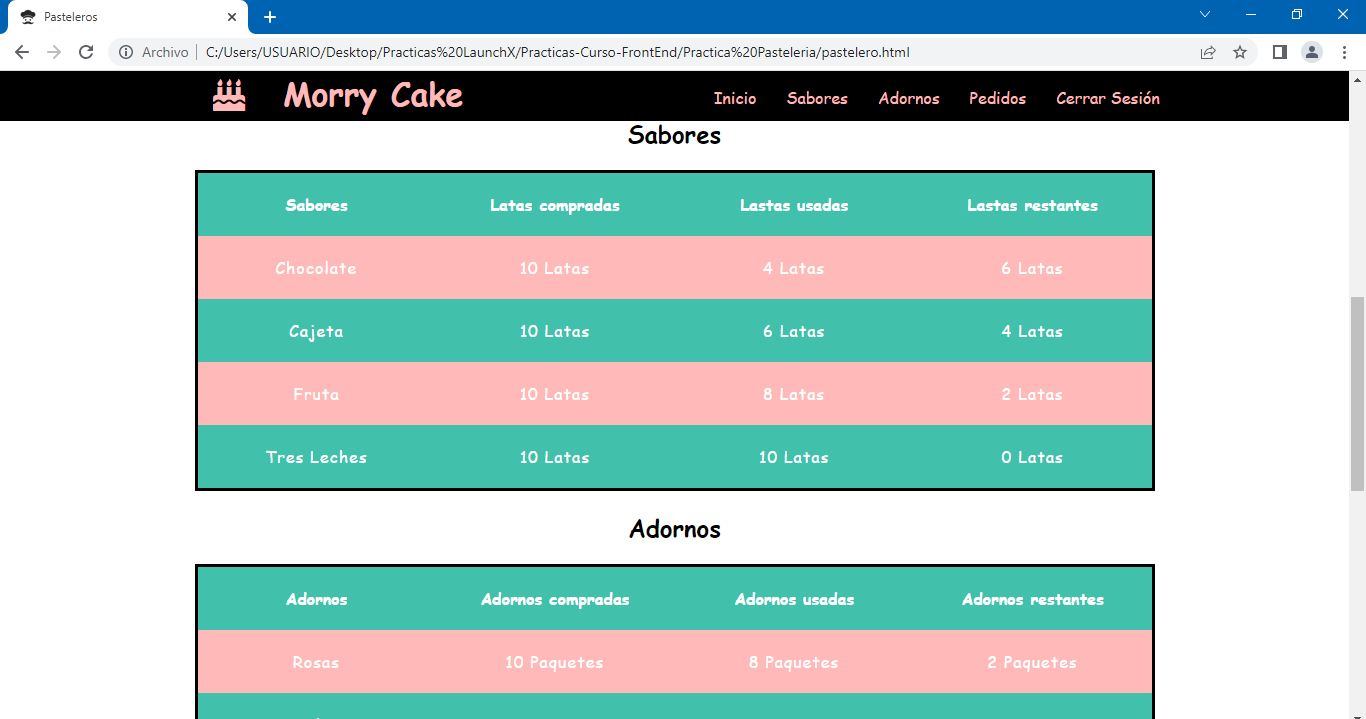 Pasteleros
Archivo C:/Users/USUARIO/Desktop/Practicas%20LaunchX/Practicas-Curso-FrontEnd/Practica%20Pasteleria/pastelero.html
Morry Cake Inicio Sabores Adornos Pedidos Cerrar Sesión
Sabores
Sabores Latas compradas Lastas usadas Lastas restantes
Chocolate 10 Latas 4 Latas 6 Latas
Cajeta 10 Latas 6 Latas 4 Latas
Fruta 10 Latas 8 Latas 2 Latas
Tres Leches 10 Latas 10 Latas 0 Latas
Adornos
Adornos Adornos compradas Adornos usadas Adornos restantes
Rosas 10 Paquetes 8 Paquetes 2 Paquetes